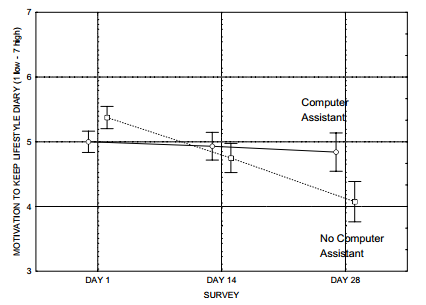 7
6
5
4
3
MOTIVATION TO KEEP LIFESTYLE DIARY (1 low - 7 high)
Computer
Assistant
No Computer
Assistant
DAY 1
DAY 14
DAY 28
SURVEY